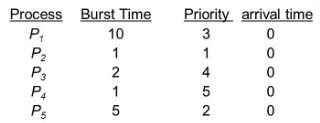 Process Burst Time Priority arrival time
P1 10 3 0
P2 1 1 0
P3 2 4 0
P4 1 5 0
P5 5 2 0